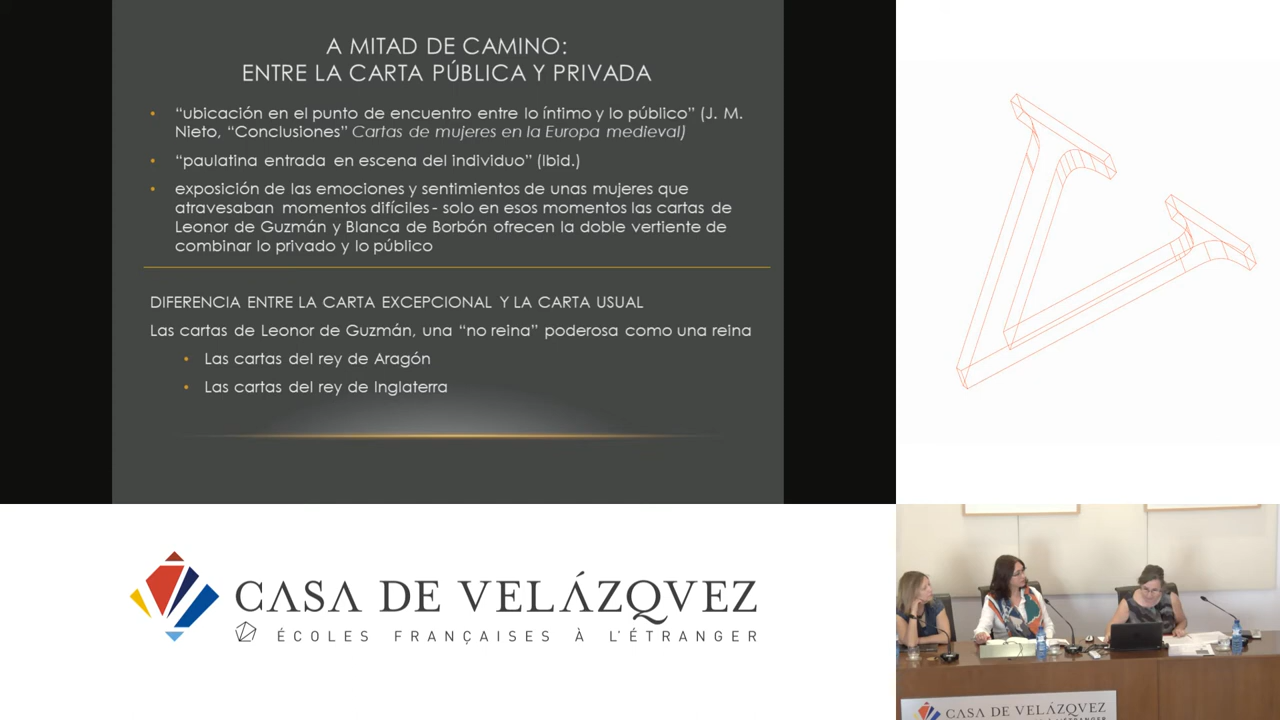 A MITAD DE CAMINO:
ENTRE LA CARTA PÚBLICA Y PRIVADA
• “ubicación en el punto de encuentro entre lo íntimo y lo público” (J. M.
Nieto, “Conclusiones” Cartas de mujeres en la Europa medieval)
• “paulatina entrada en escena del individuo” (Ibid.)
• exposición de las emociones y sentimientos de unas mujeres que
atravesaban momentos difíciles - solo en esos momentos las cartas de
Leonor de Guzmán y Blanca de Borbón ofrecen la doble vertiente de
combinar lo privado y lo público
DIFERENCIA ENTRE LA CARTA EXCEPCIONAL Y LA CARTA USUAL
Las cartas de Leonor de Guzmán, una “no reina” poderosa como una reina
• Las cartas del rey de Aragón
• Las cartas del rey de Inglaterra
CASA DE VELÁZQVEZ
ÉCOLES FRANÇAISES À L'ÉTRANGER
CASA DE VELÁZQVEZ